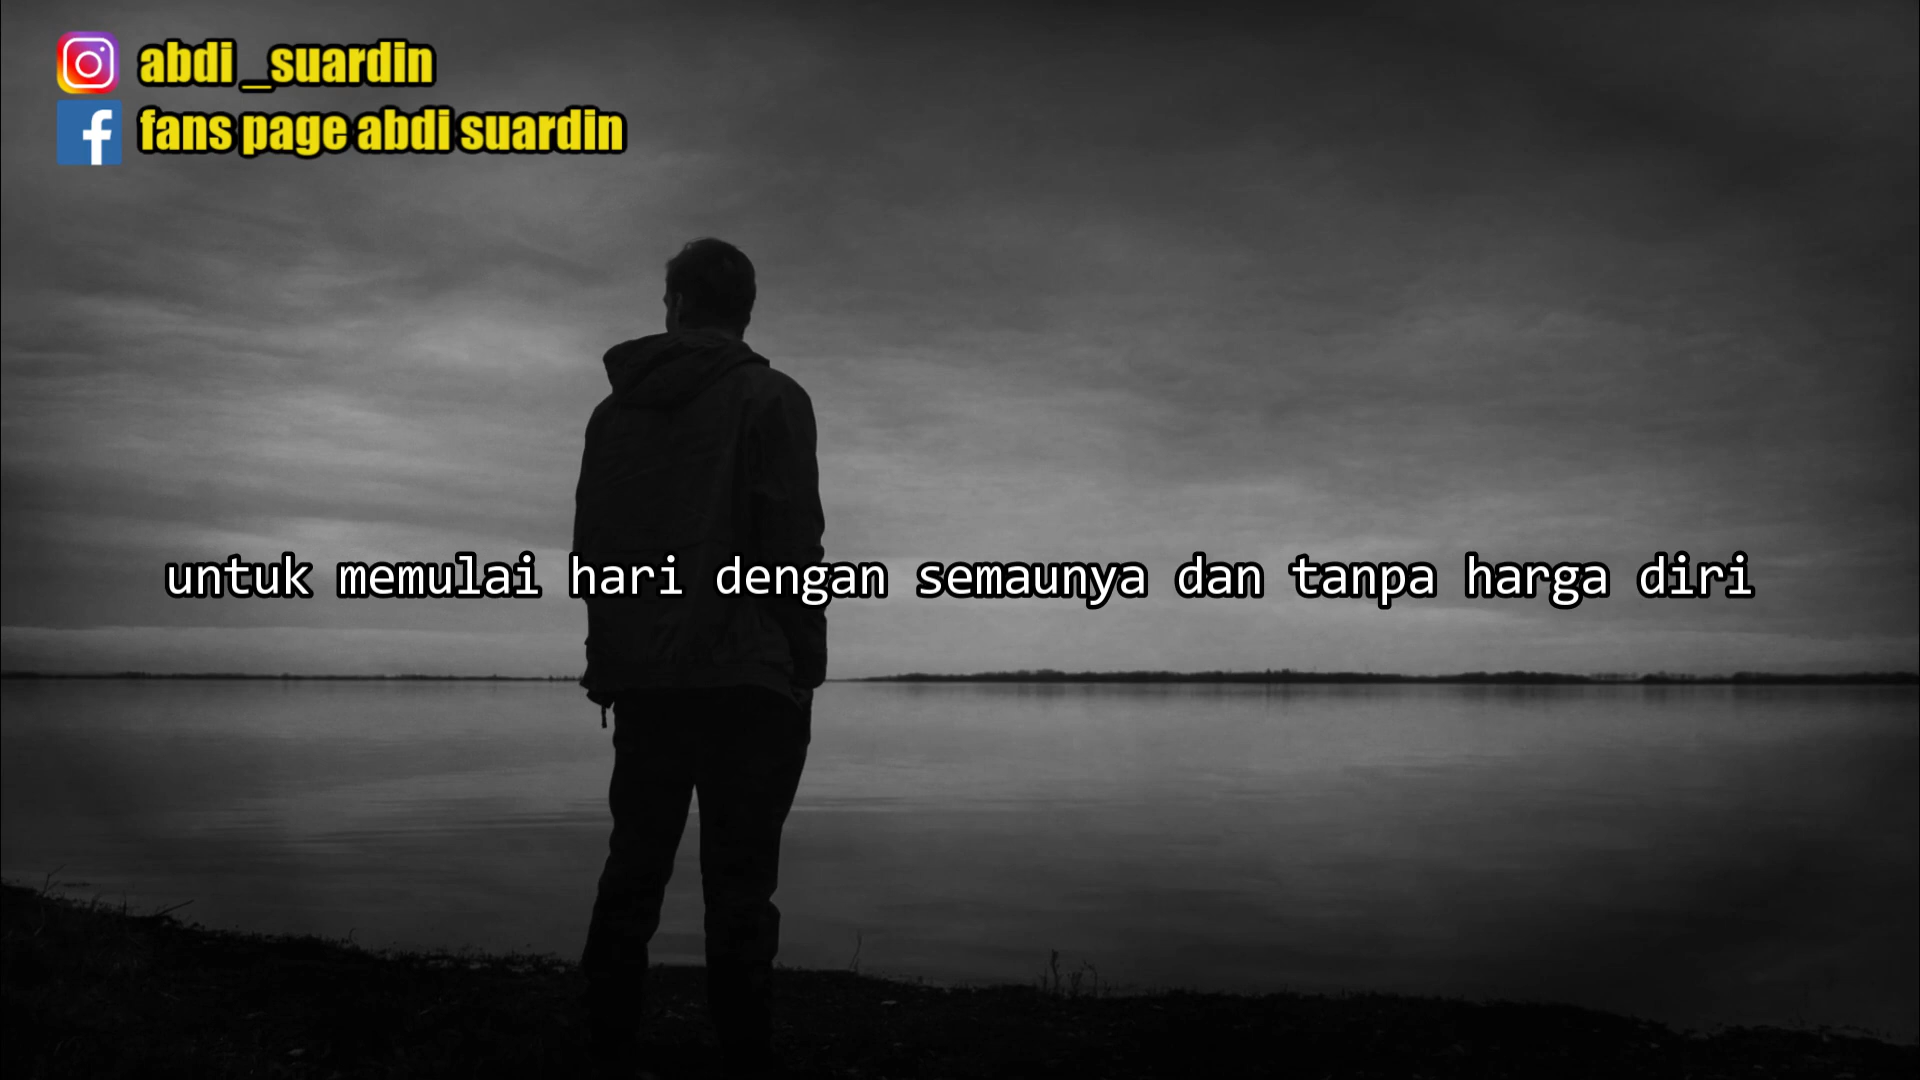 abdi_suardin
fans page abdi suardin
untuk memulai hari dengan semaunya dan tanpa harga diri